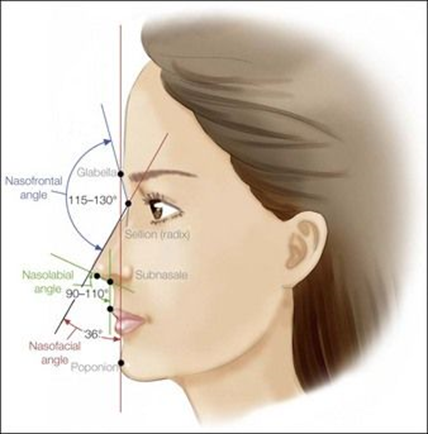 Glabella
Nasofrontal
angle
115–130°
Sellion (radix)
Nasolabial
angle
Subnasale
90–110°
36°
Nasofacial
angle
Poponion